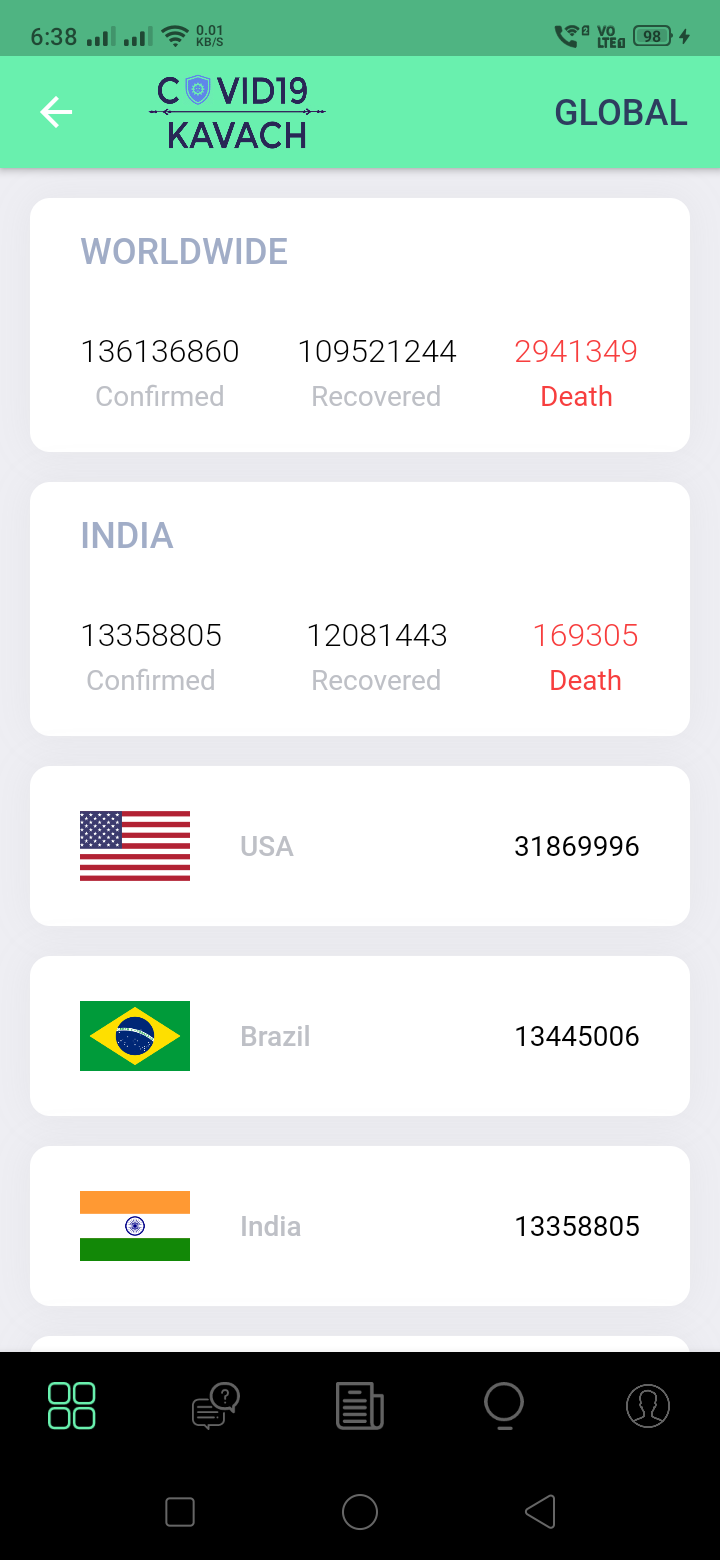 6:38 0.01 KB/S 2 VO LTE 98
COVID19
KAVACH
GLOBAL
WORLDWIDE
136136860 109521244 2941349
Confirmed Recovered Death
INDIA
13358805 12081443 169305
Confirmed Recovered Death
USA 31869996
Brazil 13445006
India 13358805
?